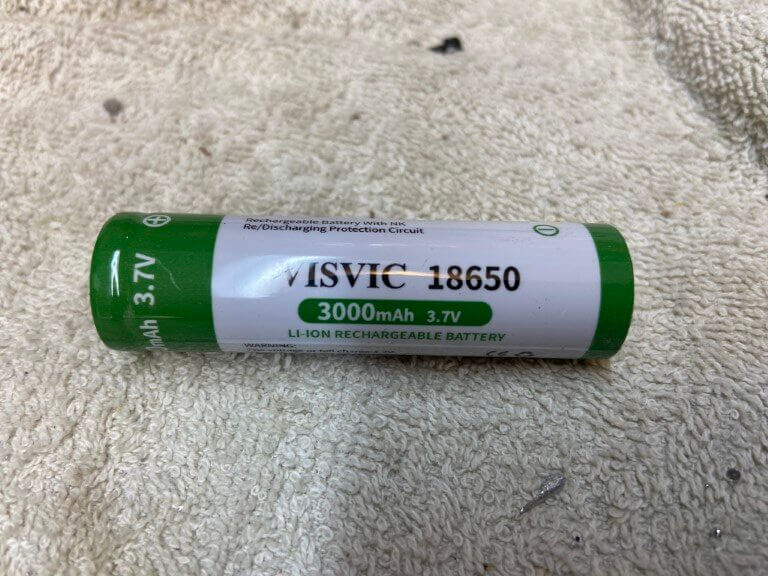 Rechargeable Battery With NK
Re/Discharging Protection Circuit
VISVIC 18650
3000mAh 3.7V
LI-ION RECHARGEABLE BATTERY
WARNING:
mAh 3.7V